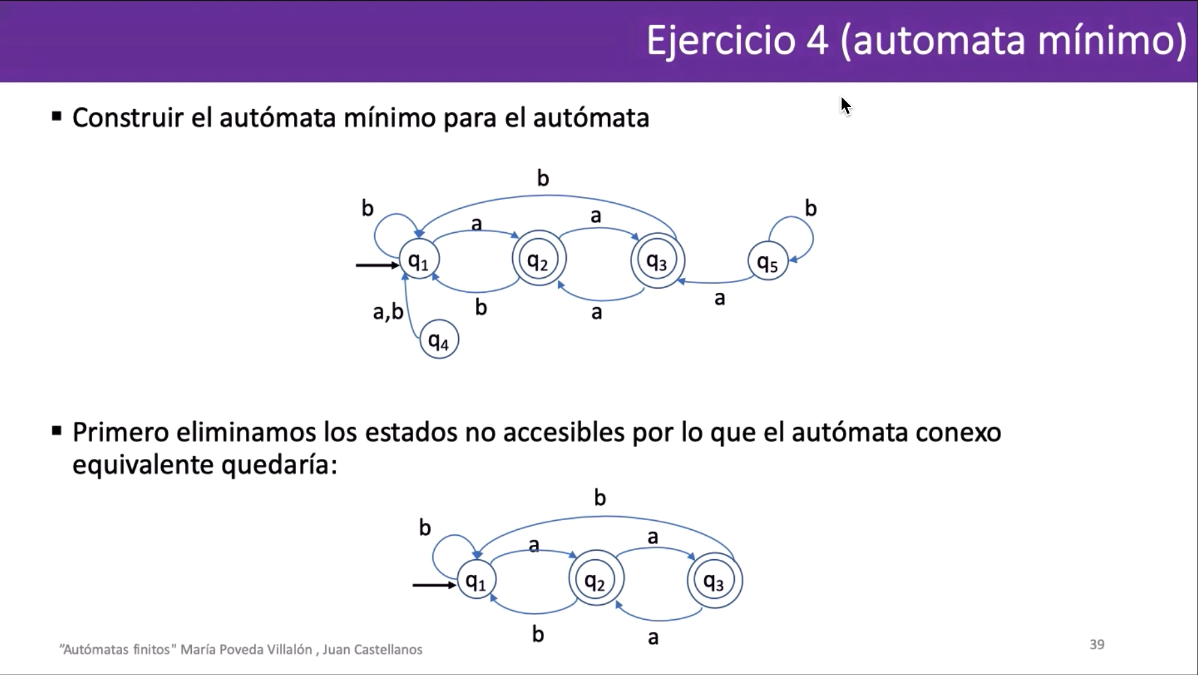 Ejercicio 4 (automata mínimo)
▪ Construir el autómata mínimo para el autómata
b
b
a
a
b
q₁
q₂
q₃
q₅
a,b
b
a
a
q₄
▪ Primero eliminamos los estados no accesibles por lo que el autómata conexo
equivalente quedaría:
b
b
a
a
q₁
q₂
q₃
b
a
"Autómatas finitos" María Poveda Villalón , Juan Castellanos
39